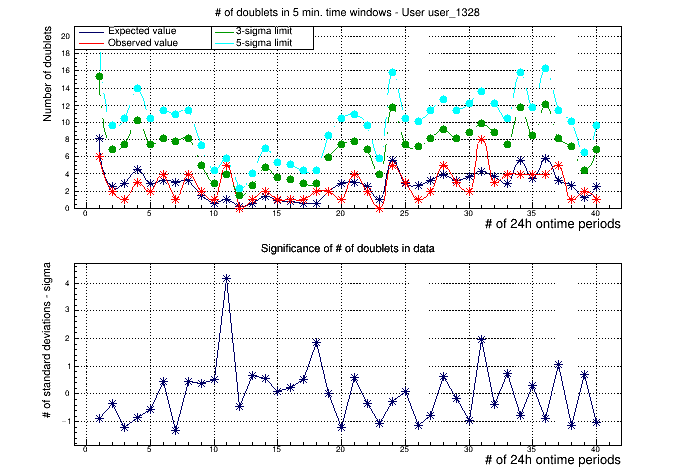 # of doublets in 5 min. time windows - User user_1328
Number of doublets
Expected value
3-sigma limit
Observed value
5-sigma limit
20
18
16
14
12
10
8
6
4
2
0
0 5 10 15 20 25 30 35 40
# of 24h ontime periods
Significance of # of doublets in data
# of standard deviations - sigma
4
3
2
1
0
−1
0 5 10 15 20 25 30 35 40
# of 24h ontime periods